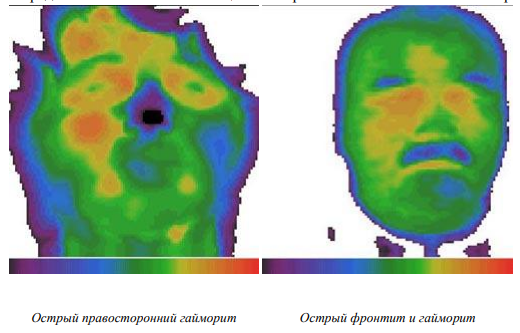 Острый правосторонний гайморит
Острый фронтит и гайморит